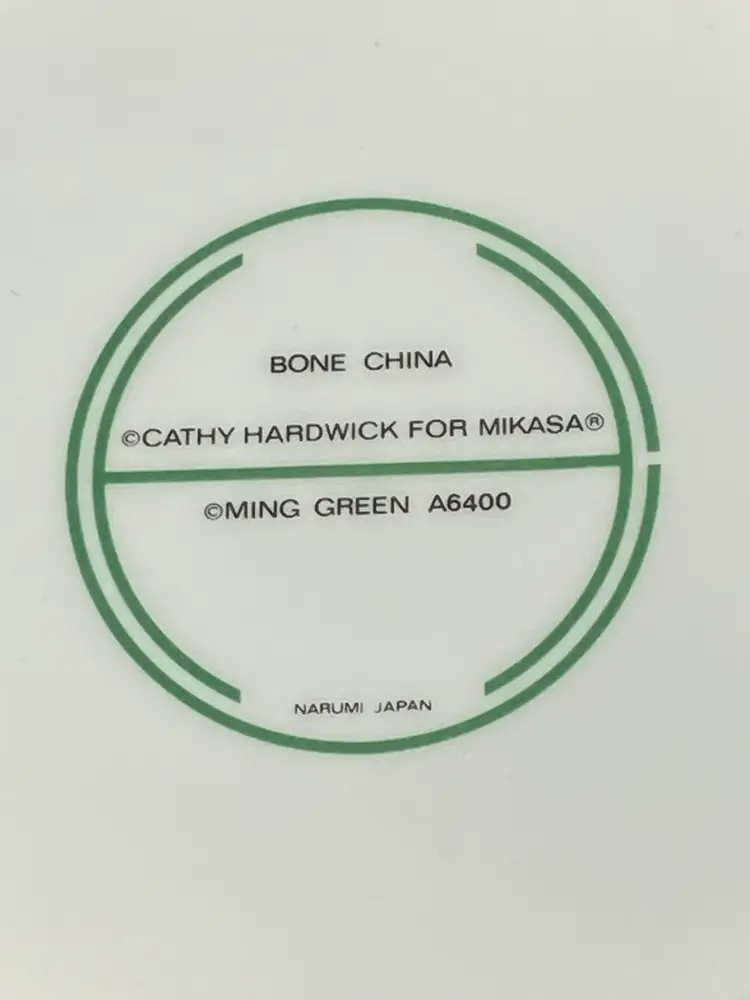 BONE CHINA
©CATHY HARDWICK FOR MIKASA®
©MING GREEN A6400
NARUMI JAPAN